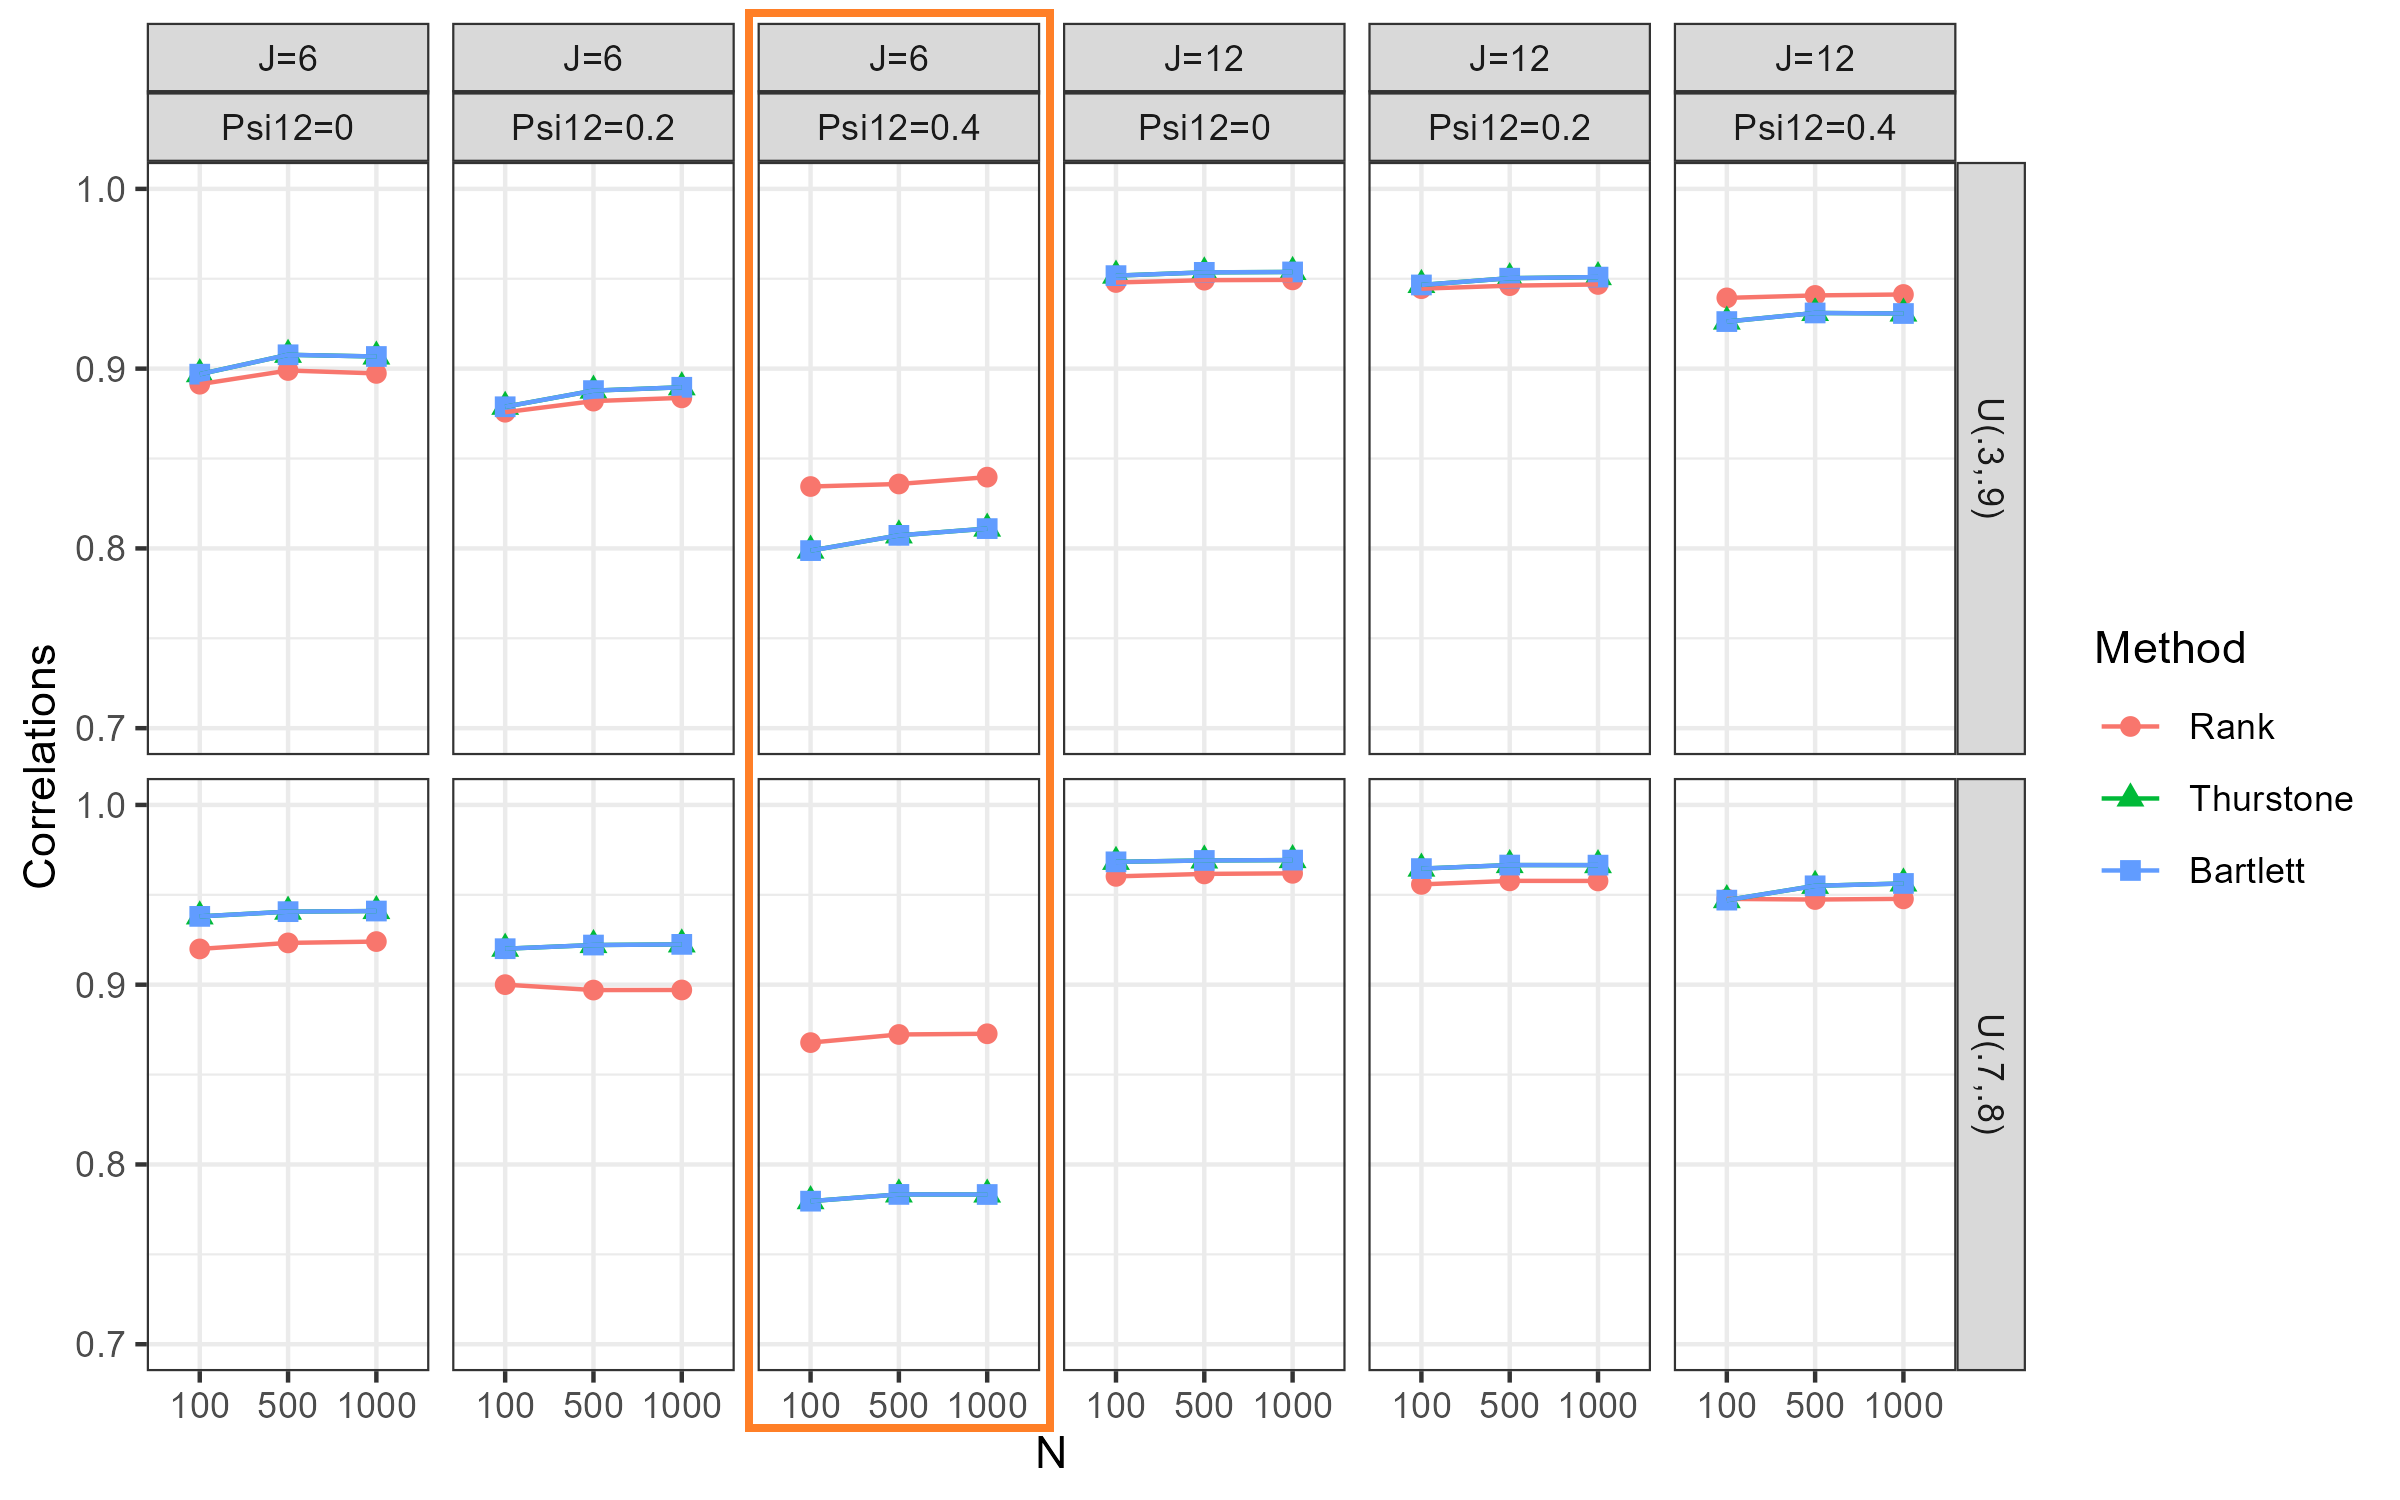 J=6 J=6 J=6 J=12 J=12 J=12
Psi12=0 Psi12=0.2 Psi12=0.4 Psi12=0 Psi12=0.2 Psi12=0.4
1.0
0.9
0.8
0.7
U(.3,.9)
Correlations
1.0
0.9
0.8
0.7
U(.7,.8)
100 500 1000 100 500 1000 100 500 1000 100 500 1000 100 500 1000 100 500 1000
N
Method
Rank
Thurstone
Bartlett